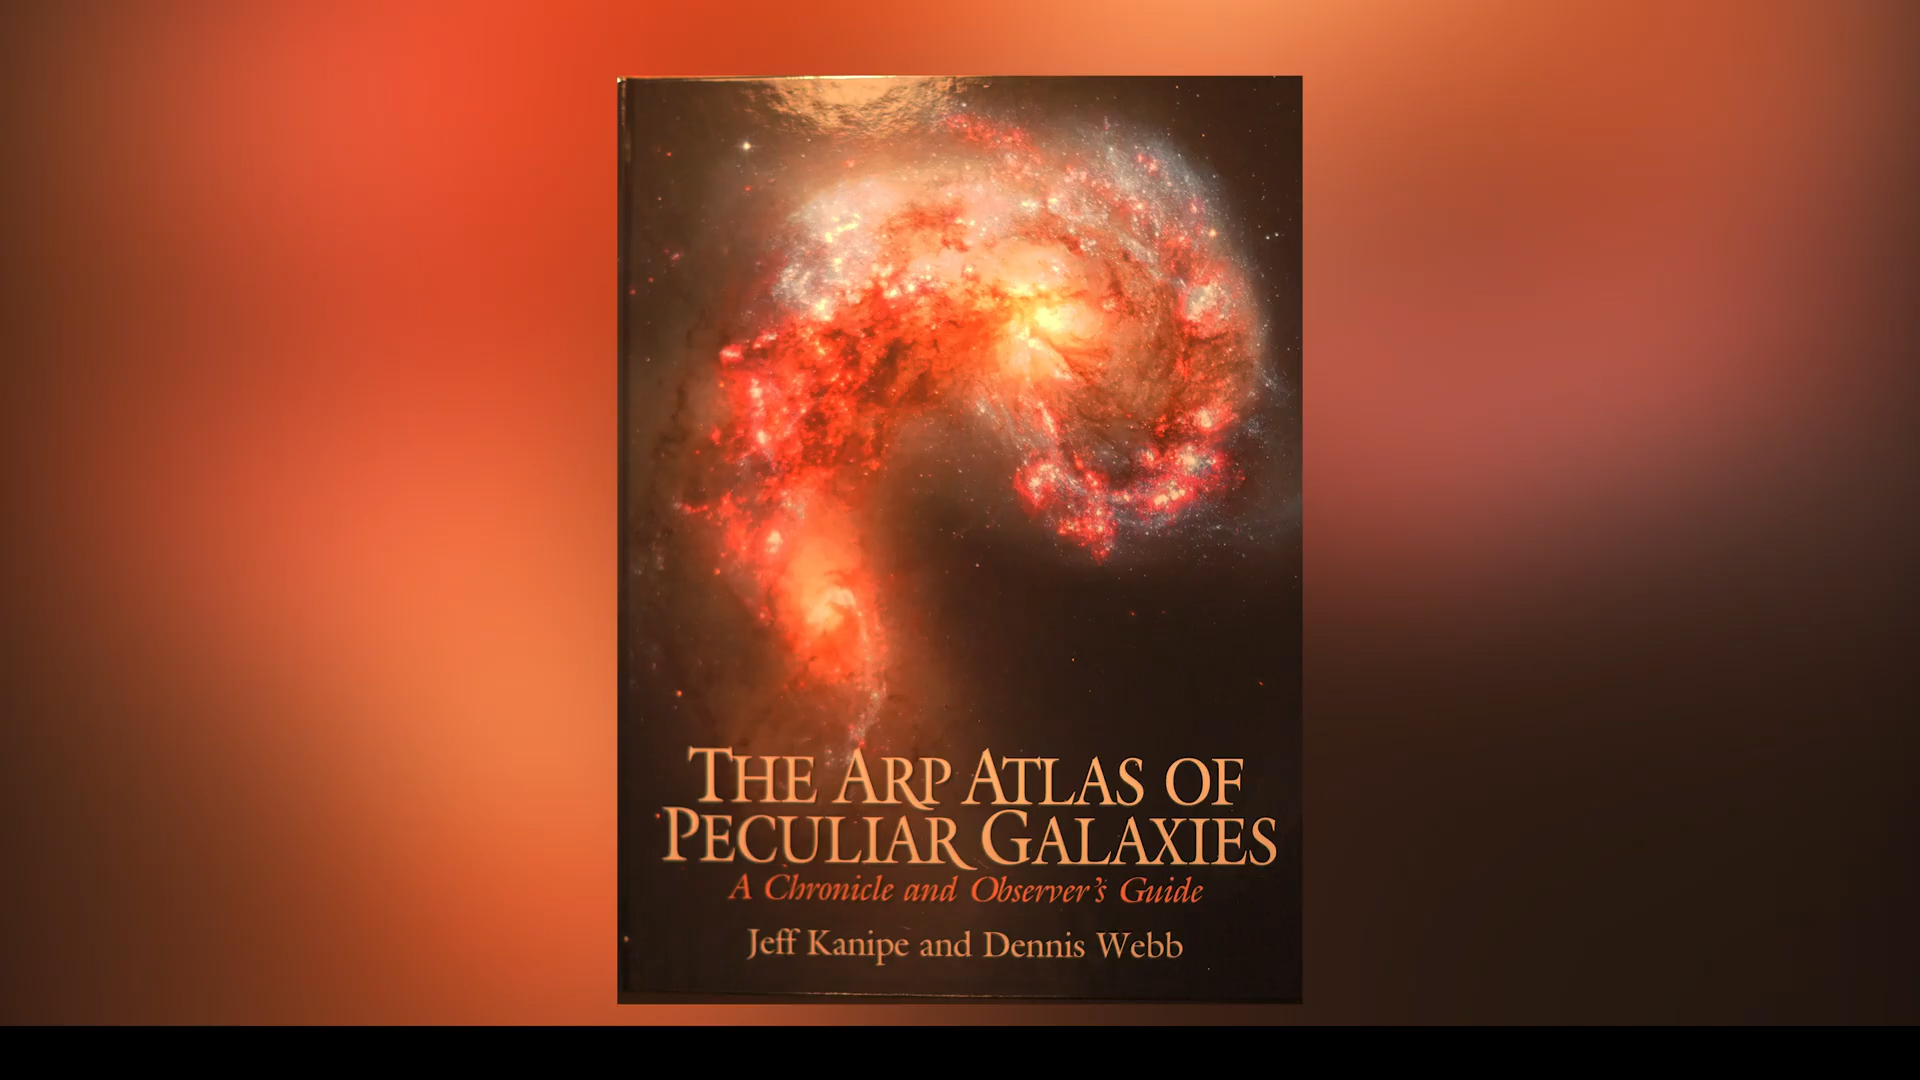 THE ARP ATLAS OF
PECULIAR GALAXIES
A Chronicle and Observer's Guide
Jeff Kanipe and Dennis Webb